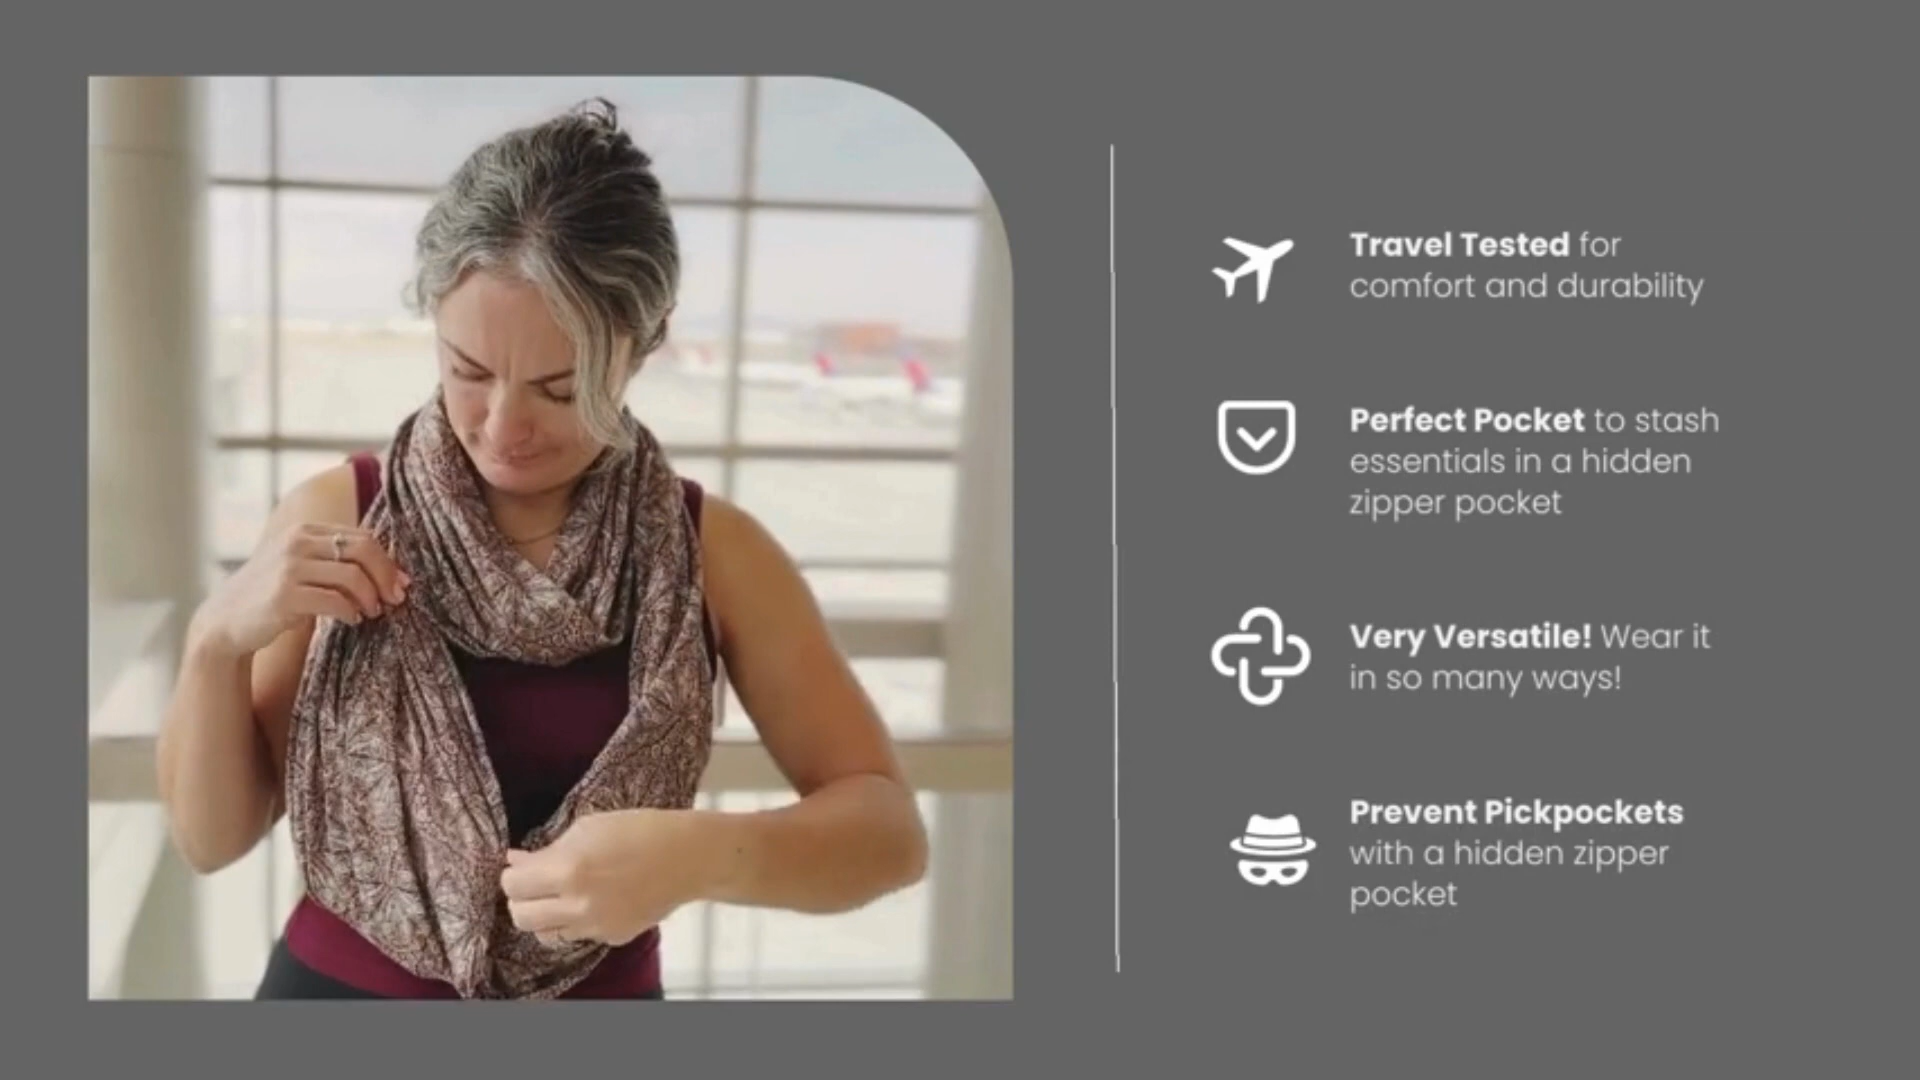 Travel Tested for
comfort and durability
Perfect Pocket to stash
essentials in a hidden
zipper pocket
Very Versatile! Wear it
in so many ways!
Prevent Pickpockets
with a hidden zipper
pocket